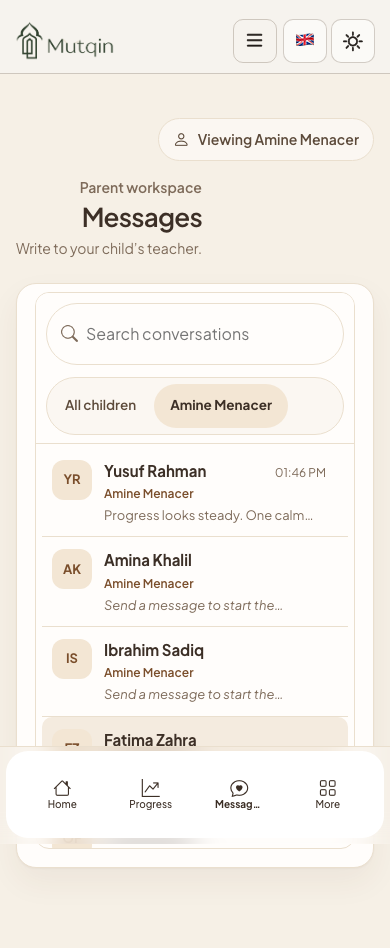 Mutqin
Viewing Amine Menacer
Parent workspace
Messages
Write to your child's teacher.
Search conversations
All children
Amine Menacer
YR
Yusuf Rahman
01:46 PM
Amine Menacer
Progress looks steady. One calm…
AK
Amina Khalil
Amine Menacer
Send a message to start the…
IS
Ibrahim Sadiq
Amine Menacer
Send a message to start the…
Fatima Zahra
Home
Progress
Messag…
More